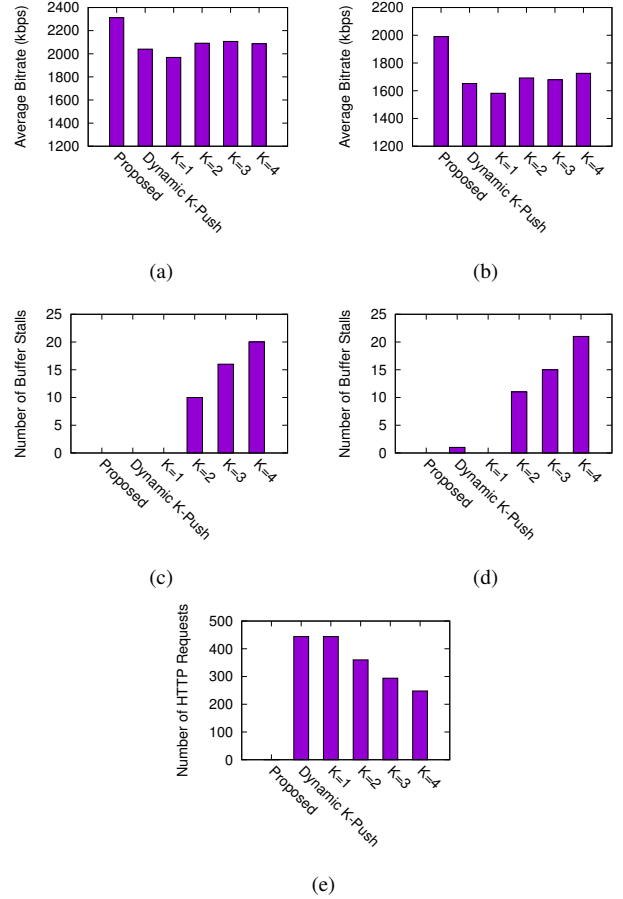 Average Bitrate (kbps)
2400
2200
2000
1800
1600
1400
1200
Proposed
Dynamic K-Push
K=1
K=2
K=3
K=4
(a)
Average Bitrate (kbps)
2400
2200
2000
1800
1600
1400
1200
Proposed
Dynamic K-Push
K=1
K=2
K=3
K=4
(b)
Number of Buffer Stalls
25
20
15
10
5
0
Proposed
Dynamic K-Push
K=1
K=2
K=3
K=4
(c)
Number of Buffer Stalls
25
20
15
10
5
0
Proposed
Dynamic K-Push
K=1
K=2
K=3
K=4
(d)
Number of HTTP Requests
500
400
300
200
100
0
Proposed
Dynamic K-Push
K=1
K=2
K=3
K=4
(e)